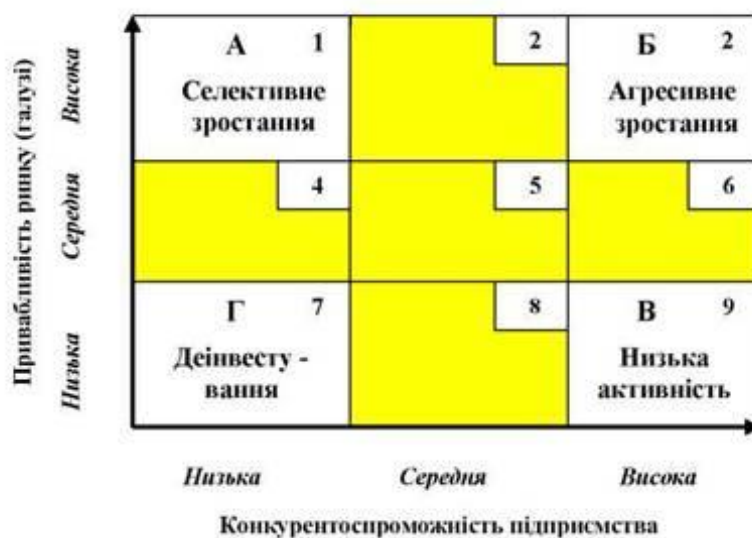 Привабливість ринку (галузі)
Висока
Середня
Низька
А 1
Селективне
зростання
2
Б 2
Агресивне
зростання
4
5
6
Г 7
Деінвесту -
вання
8
В 9
Низька
активність
Низька
Середня
Висока
Конкурентоспроможність підприємства